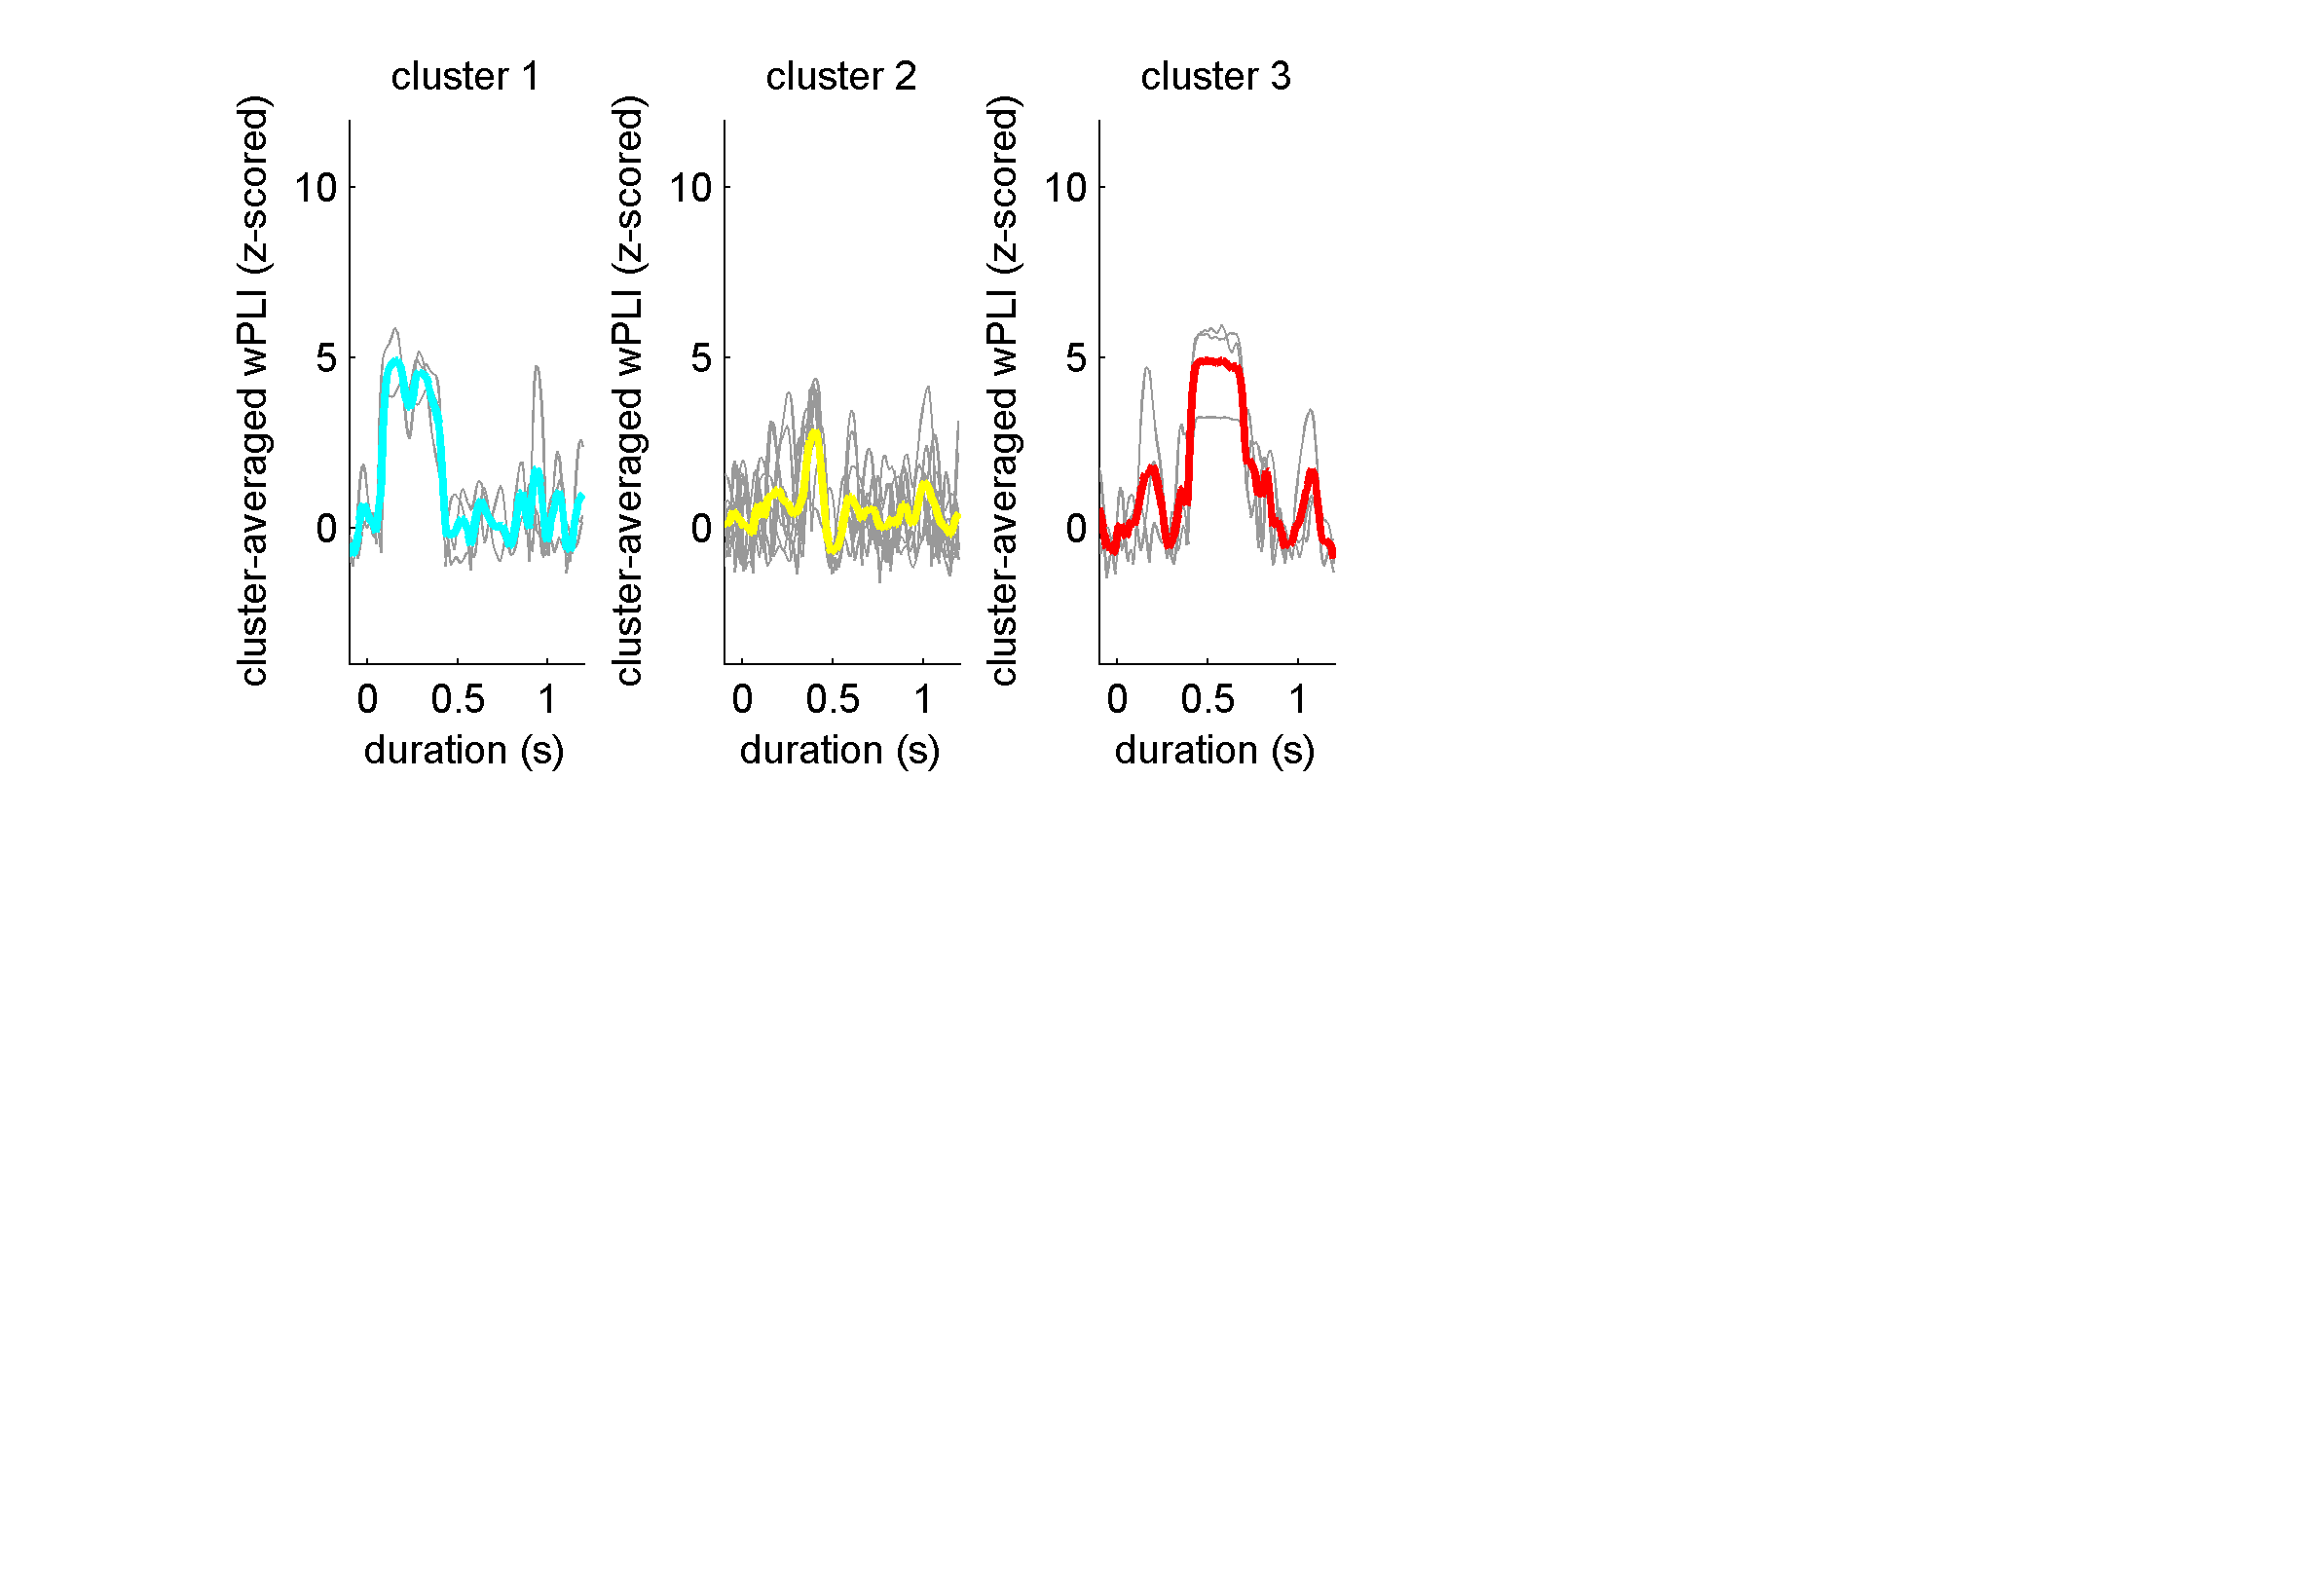 cluster 1
cluster-averaged wPLI (z-scored)
10
5
0
0 0.5 1
duration (s)
cluster 2
cluster-averaged wPLI (z-scored)
10
5
0
0 0.5 1
duration (s)
cluster 3
cluster-averaged wPLI (z-scored)
10
5
0
0 0.5 1
duration (s)